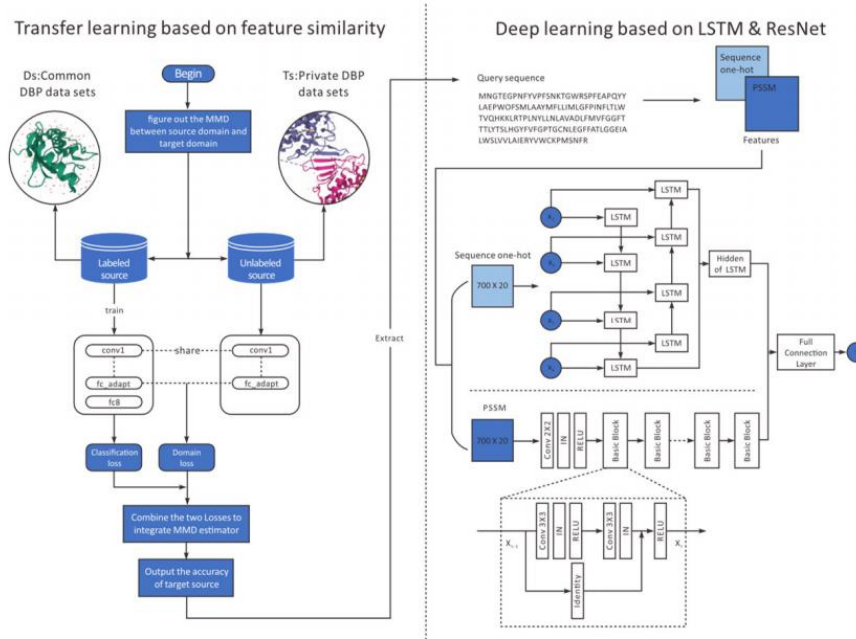 Transfer learning based on feature similarity
Ds:Common
DBP data sets
Begin
Ts:Private DBP
data sets
figure out the MMD
between source domain and
target domain
Labeled
source
Unlabeled
source
train
conv1
share
conv1
fc_adapt
fc_adapt
fc8
Classification
loss
Domain
loss
Combine the two Losses to
integrate MMD estimator
Output the accuracy
of target source
Extract
Deep learning based on LSTM & ResNet
Query sequence
MNGTEGPNFYVPFSNKTGWRSPFEAPQYY
LAEPWOFSMLAAYMFLLIMLGFPINFLTLW
TVQHKKLRTPLNYLLNLAVADLFMVFGGFT
TTLYTSLHGYFVFGPTGCNLEGFFATLGGEIA
LWSLVVLAIERYVWCKPMSNFR
Sequence
one-hot
PSSM
Features
LSTM
LSTM
LSTM
LSTM
LSTM
LSTM
LSTM
LSTM
Sequence one-hot
700 X 20
Hidden
of LSTM
Full
Connection
Layer
PSSM
700 X 20
Conv 2X2
IN
RELU
Basic Block
Basic Block
Basic Block
Basic Block
Conv 3X3
IN
RELU
Conv 3X3
IN
RELU
Identity